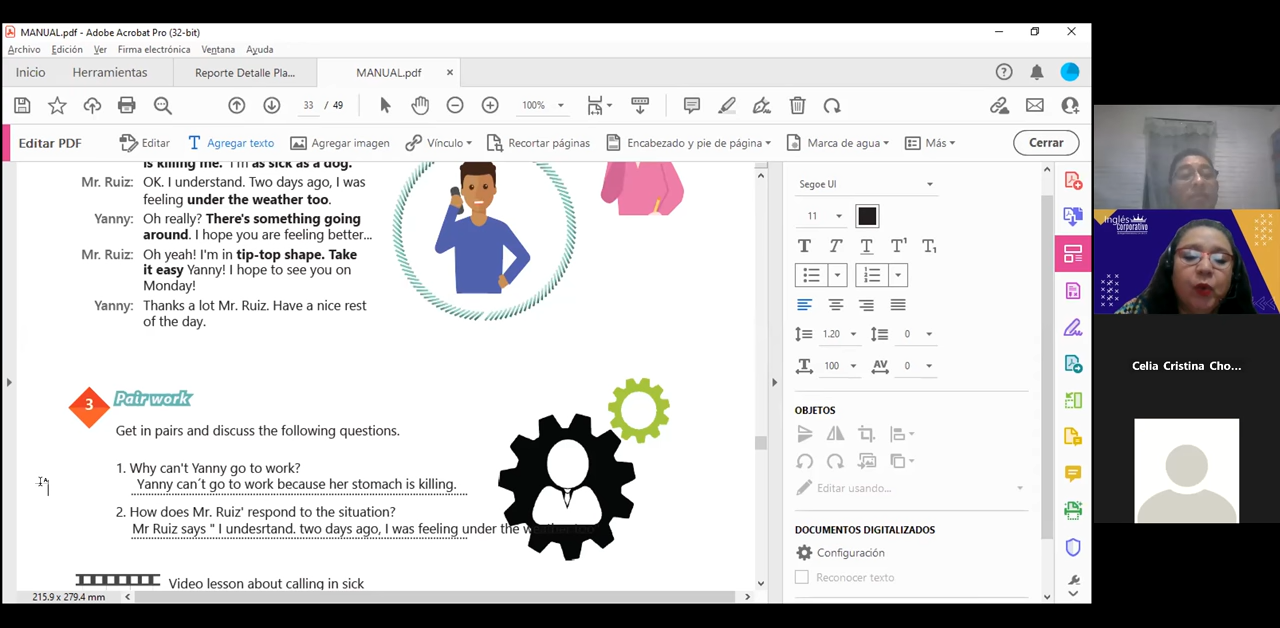 MANUAL.pdf - Adobe Acrobat Pro (32-bit)
Archivo Edición Ver Firma electrónica Ventana Ayuda
Inicio Herramientas Reporte Detalle Pla... MANUAL.pdf ×
33 / 49 100%
Editar PDF Editar Agregar texto Agregar imagen Vínculo Recortar páginas Encabezado y pie de página Marca de agua Más Cerrar
is killing me. I'm as sick as a dog.
Mr. Ruiz: OK. I understand. Two days ago, I was
feeling under the weather too.
Yanny: Oh really? There's something going
around. I hope you are feeling better...
Mr. Ruiz: Oh yeah! I'm in tip-top shape. Take
it easy Yanny! I hope to see you on
Monday!
Yanny: Thanks a lot Mr. Ruiz. Have a nice rest
of the day.
3 Pair work
Get in pairs and discuss the following questions.
1. Why can't Yanny go to work?
Yanny can´t go to work because her stomach is killing.
2. How does Mr. Ruiz' respond to the situation?
Mr Ruiz says " I undesrtand. two days ago, I was feeling under the
Video lesson about calling in sick
215.9 x 279.4 mm
Segoe UI
11
T T T T¹ T₁
1.20 0
100 AV 0
OBJETOS
Editar usando...
DOCUMENTOS DIGITALIZADOS
Configuración
Reconocer texto
Inglés
Corporativo
Celia Cristina Cho...